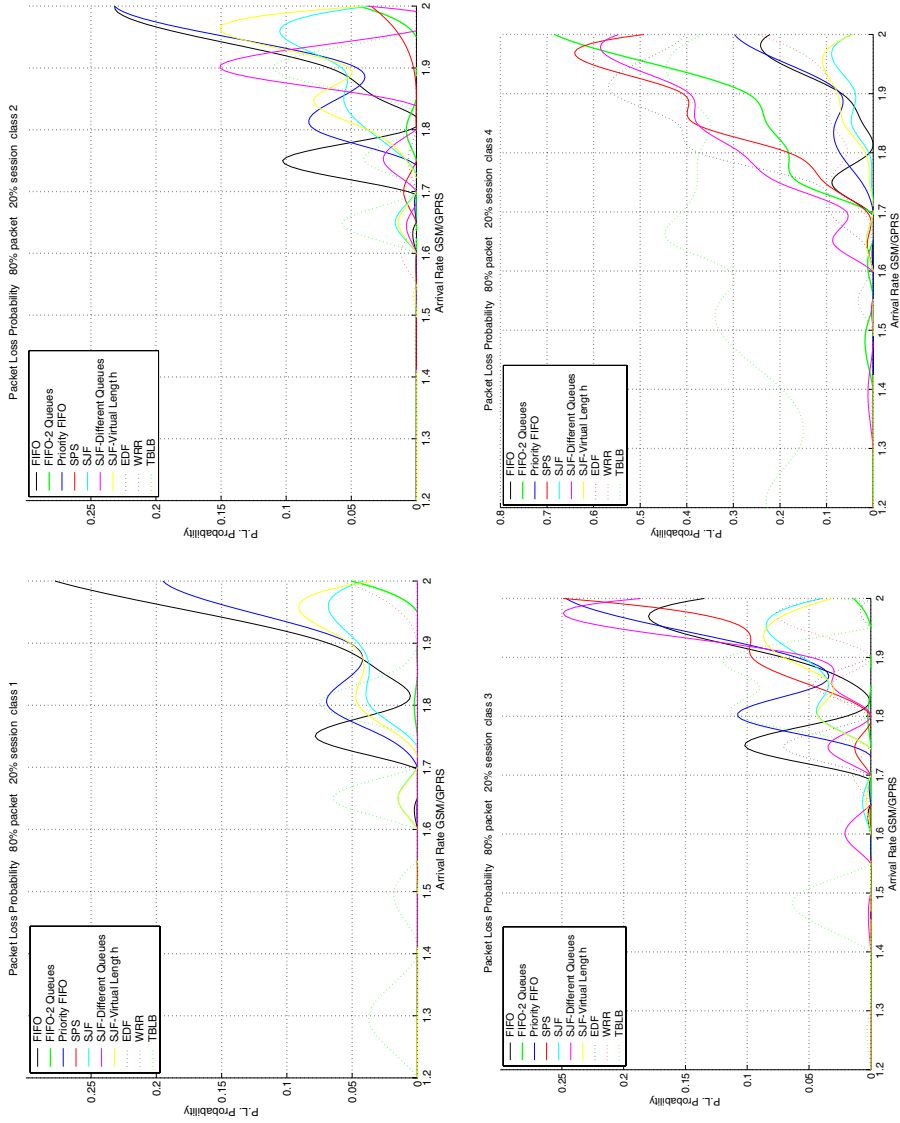 Packet Loss Probability 80% packet 20% session class 1
FIFO
FIFO-2 Queues
Priority FIFO
SPS
SJF
SJF-Different Queues
SJF-Virtual Length
EDF
WRR
TBLB
P.L. Probability
0.25
0.2
0.15
0.1
0.05
0
1.2 1.3 1.4 1.5 1.6 1.7 1.8 1.9 2
Arrival Rate GSM/GPRS
Packet Loss Probability 80% packet 20% session class 2
FIFO
FIFO-2 Queues
Priority FIFO
SPS
SJF
SJF-Different Queues
SJF-Virtual Length
EDF
WRR
TBLB
P.L. Probability
0.25
0.2
0.15
0.1
0.05
0
1.2 1.3 1.4 1.5 1.6 1.7 1.8 1.9 2
Arrival Rate GSM/GPRS
Packet Loss Probability 80% packet 20% session class 3
FIFO
FIFO-2 Queues
Priority FIFO
SPS
SJF
SJF-Different Queues
SJF-Virtual Length
EDF
WRR
TBLB
P.L. Probability
0.25
0.2
0.15
0.1
0.05
0
1.2 1.3 1.4 1.5 1.6 1.7 1.8 1.9 2
Arrival Rate GSM/GPRS
Packet Loss Probability 80% packet 20% session class 4
FIFO
FIFO-2 Queues
Priority FIFO
SPS
SJF
SJF-Different Queues
SJF-Virtual Length
EDF
WRR
TBLB
P.L. Probability
0.8
0.7
0.6
0.5
0.4
0.3
0.2
0.1
0
1.2 1.3 1.4 1.5 1.6 1.7 1.8 1.9 2
Arrival Rate GSM/GPRS